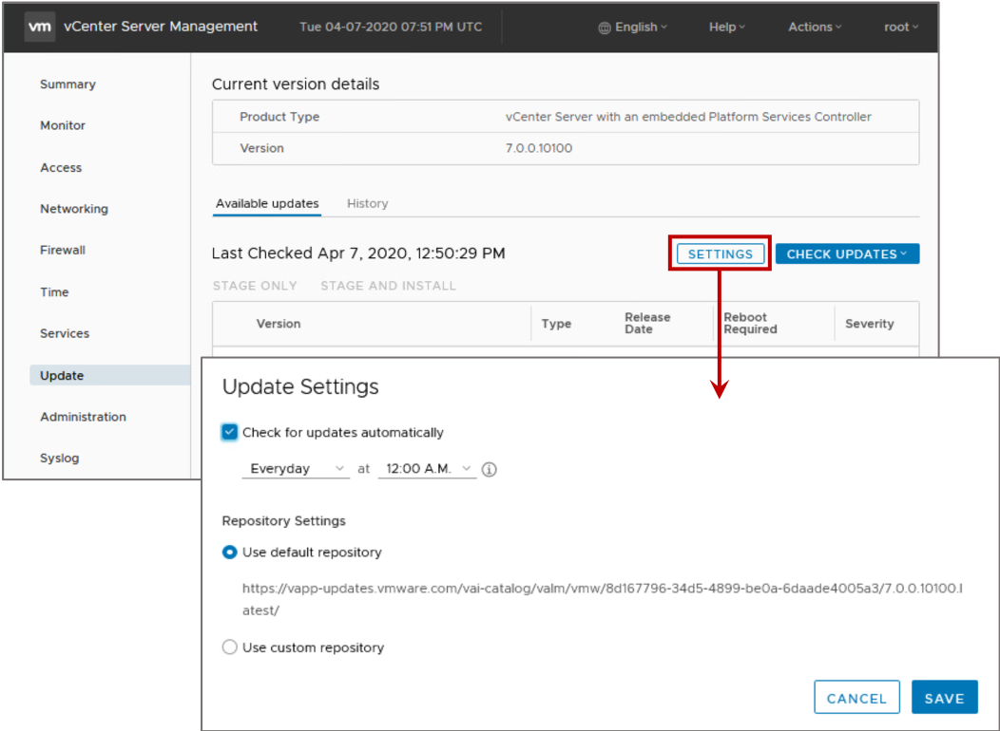 vm vCenter Server Management Tue 04-07-2020 07:51 PM UTC English Help Actions root
Summary
Monitor
Access
Networking
Firewall
Time
Services
Update
Administration
Syslog
Current version details
Product Type vCenter Server with an embedded Platform Services Controller
Version 7.0.0.10100
Available updates History
Last Checked Apr 7, 2020, 12:50:29 PM SETTINGS CHECK UPDATES
STAGE ONLY STAGE AND INSTALL
Version Type Release Date Reboot Required Severity
Update Settings
Check for updates automatically
Everyday at 12:00 A.M.
Repository Settings
Use default repository
https://vapp-updates.vmware.com/vai-catalog/valm/vmw/8d167796-34d5-4899-be0a-6daade4005a3/7.0.0.10100.l
atest/
Use custom repository
CANCEL SAVE